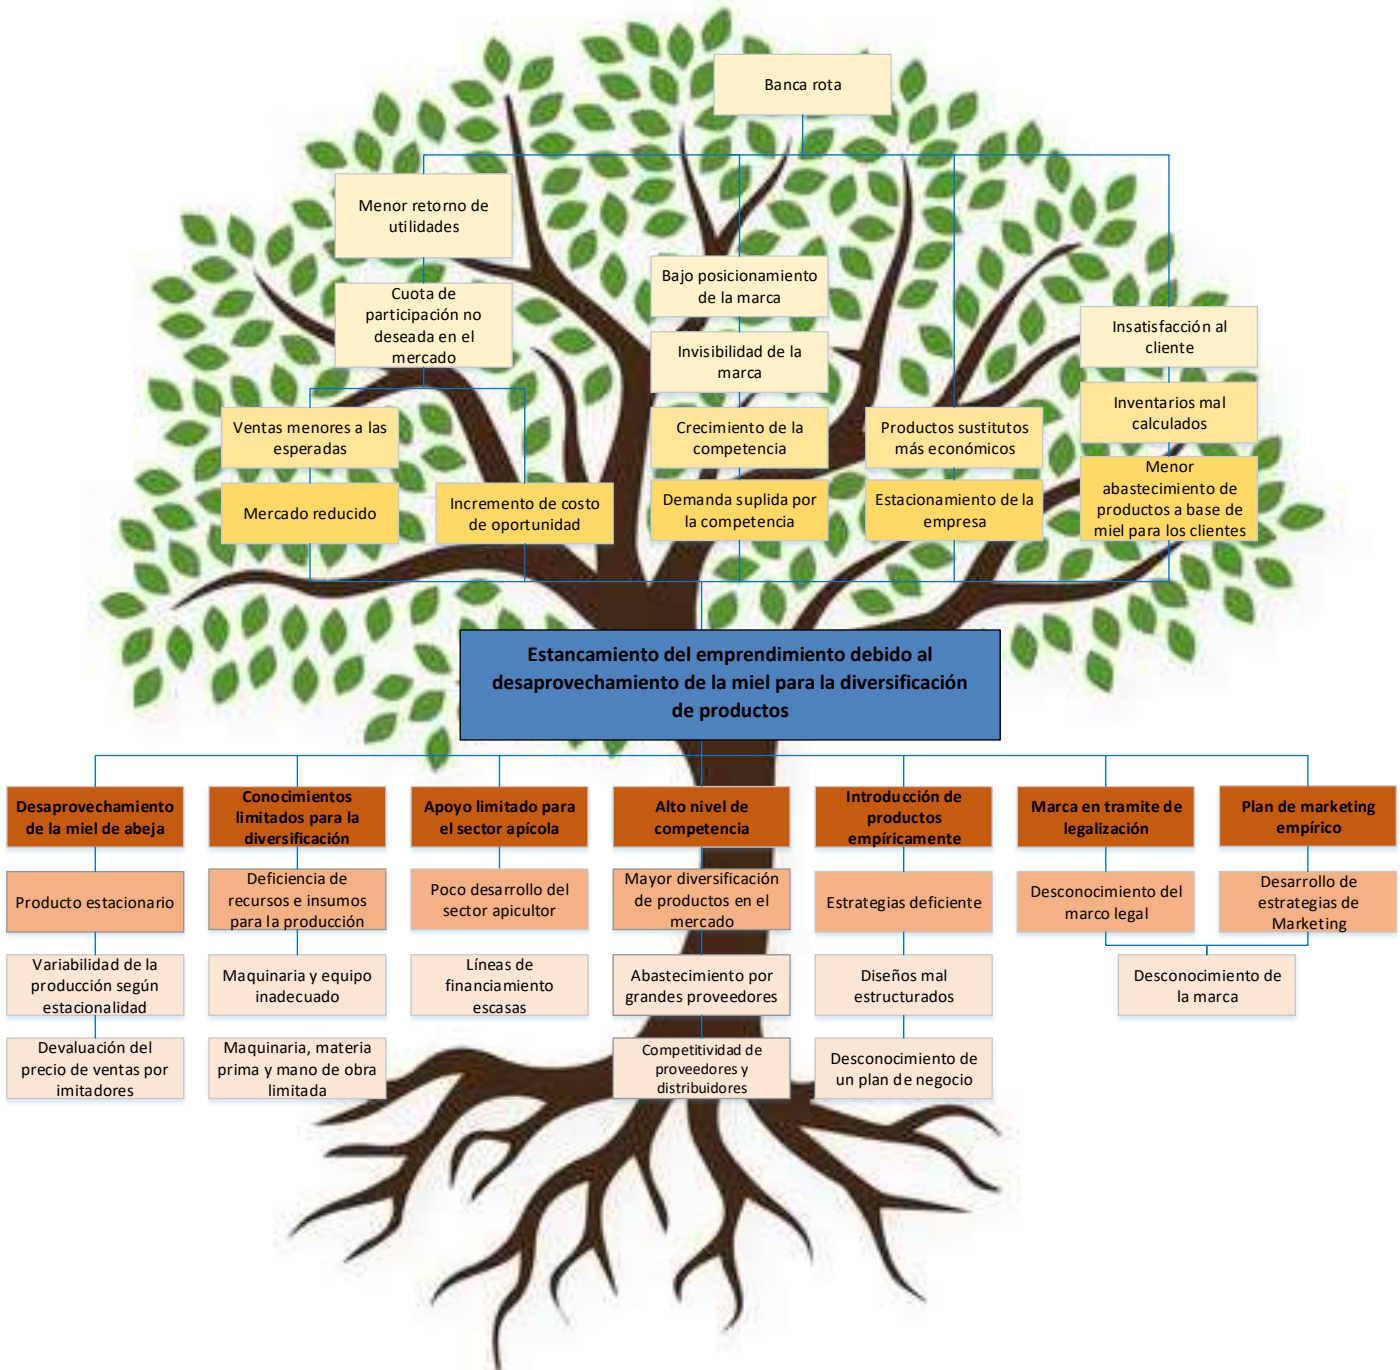 Banca rota
Menor retorno de
utilidades
Cuota de
participación no
deseada en el
mercado
Ventas menores a las
esperadas
Mercado reducido
Incremento de costo
de oportunidad
Bajo posicionamiento
de la marca
Invisibilidad de la
marca
Crecimiento de la
competencia
Demanda suplida por
la competencia
Productos sustitutos
más económicos
Estacionamiento de la
empresa
Insatisfacción al
cliente
Inventarios mal
calculados
Menor
abastecimiento de
productos a base de
miel para los clientes
Estancamiento del emprendimiento debido al
desaprovechamiento de la miel para la diversificación
de productos
Desaprovechamiento
de la miel de abeja
Producto estacionario
Variabilidad de la
producción según
estacionalidad
Devaluación del
precio de ventas por
imitadores
Conocimientos
limitados para la
diversificación
Deficiencia de
recursos e insumos
para la producción
Maquinaria y equipo
inadecuado
Maquinaria, materia
prima y mano de obra
limitada
Apoyo limitado para
el sector apícola
Poco desarrollo del
sector apicultor
Líneas de
financiamiento
escasas
Alto nivel de
competencia
Mayor diversificación
de productos en el
mercado
Abastecimiento por
grandes proveedores
Competitividad de
proveedores y
distribuidores
Introducción de
productos
empíricamente
Estrategias deficiente
Diseños mal
estructurados
Desconocimiento de
un plan de negocio
Marca en tramite de
legalización
Desconocimiento del
marco legal
Plan de marketing
empírico
Desarrollo de
estrategias de
Marketing
Desconocimiento de
la marca